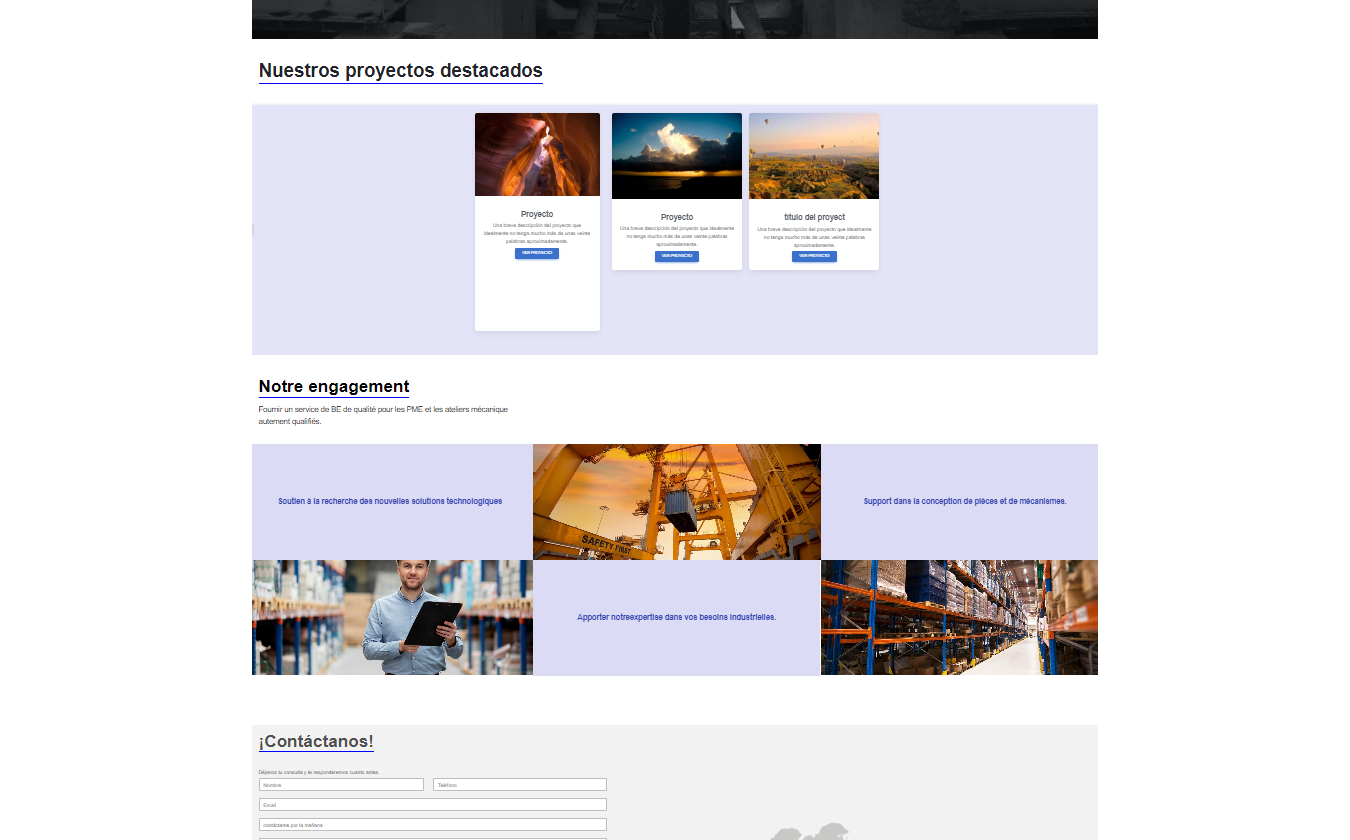 Nuestros proyectos destacados
Proyecto
Una breve descripción del proyecto que
idealmente no tenga mucho más de unas veinte
palabras aproximadamente.
VER PROYECTO
Proyecto
Una breve descripción del proyecto que idealmente
no tenga mucho más de unas veinte palabras
aproximadamente.
VER PROYECTO
titulo del proyect
Una breve descripción del proyecto que idealmente
no tenga mucho más de unas veinte palabras
aproximadamente.
VER PROYECTO
Notre engagement
Fournir un service de BE de qualité pour les PME et les ateliers mécanique
autement qualifiés.
Soutien à la recherche des nouvelles solutions technologiques
SAFETY FIRST
Support dans la conception de pièces et de mécanismes.
Apporter notreexpertise dans vos besoins industrielles.
¡Contáctanos!
Déjanos tu consulta y te responderemos cuanto antes.
Nombre
Teléfono
Email
contáctame por la mañana